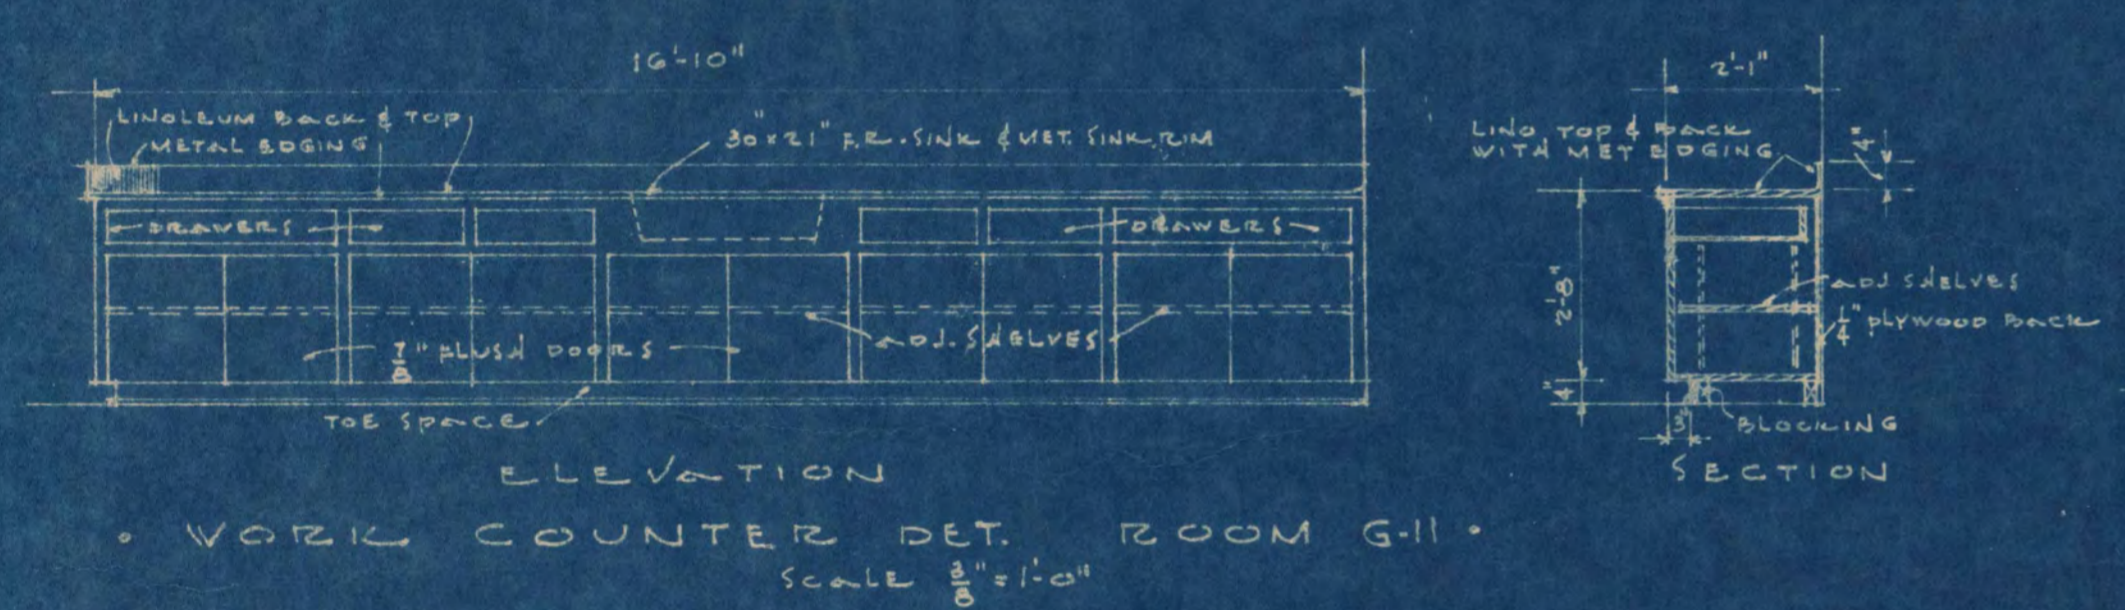 16'-10"
LINOLEUM BACK & TOP
METAL EDGING
30"x21" F.R. SINK & MET. SINK RIM
DRAWERS
DRAWERS
7/8" FLUSH DOORS
ADJ. SHELVES
TOE SPACE
ELEVATION
2'-1"
LINO. TOP & BACK
WITH MET EDGING
4"
2'-8"
ADJ. SHELVES
1/4" PLYWOOD BACK
4"
3"
BLOCKING
SECTION
• WORK COUNTER DET. ROOM G-11 •
SCALE 3/8" = 1'-0"